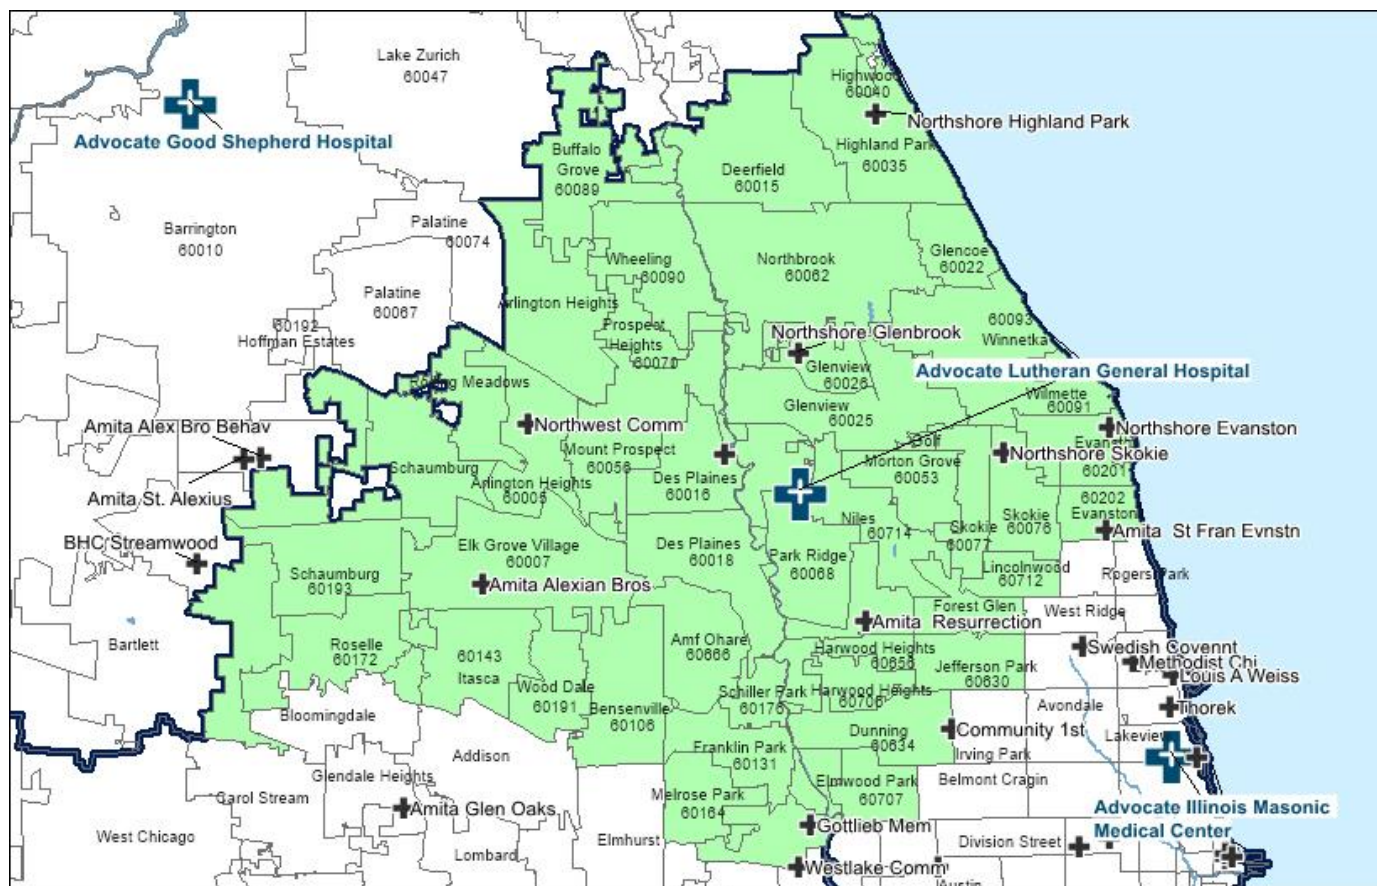 Lake Zurich
60047
Highwood
60040
Northshore Highland Park
Advocate Good Shepherd Hospital
Buffalo
Grove
60089
Highland Park
60035
Deerfield
60015
Barrington
60010
Palatine
60074
Glencoe
60022
Wheeling
60090
Northbrook
60062
Palatine
60067
Arlington Heights
60192
Hoffman Estates
Prospect
Heights
60070
60093
Winnetka
Northshore Glenbrook
Glenview
60026
Advocate Lutheran General Hospital
Rolling Meadows
Wilmette
60091
Glenview
60025
Amita Alex Bro Behav
Northwest Comm
Northshore Evanston
Mount Prospect
60056
Golf
Evanstn
60201
Northshore Skokie
Schaumburg
Morton Grove
60053
Amita St. Alexius
Arlington Heights
60005
Des Plaines
60016
60202
Evanston
Niles
60714
Skokie
60077
Skokie
60076
Amita St Fran Evnstn
BHC Streamwood
Elk Grove Village
60007
Des Plaines
60018
Park Ridge
60068
Lincolnwood
60712
Rogers Park
Schaumburg
60193
Amita Alexian Bros
Forest Glen
West Ridge
Amita Resurrection
Bartlett
Roselle
60172
60143
Itasca
Amf Ohare
60666
Harwood Heights
60656
Jefferson Park
60630
Swedish Covennt
Methodist Chi
Louis A Weiss
Wood Dale
60191
Bensenville
60106
Schiller Park
60176
Harwood Heights
60706
Avondale
Thorek
Bloomingdale
Dunning
60634
Community 1st
Irving Park
Lakeview
Addison
Franklin Park
60131
Glendale Heights
Carol Stream
Elmwood Park
60707
Belmont Cragin
Melrose Park
60164
Amita Glen Oaks
Advocate Illinois Masonic
Medical Center
West Chicago
Elmhurst
Gottlieb Mem
Division Street
Lombard
Westlake Comm
Austin